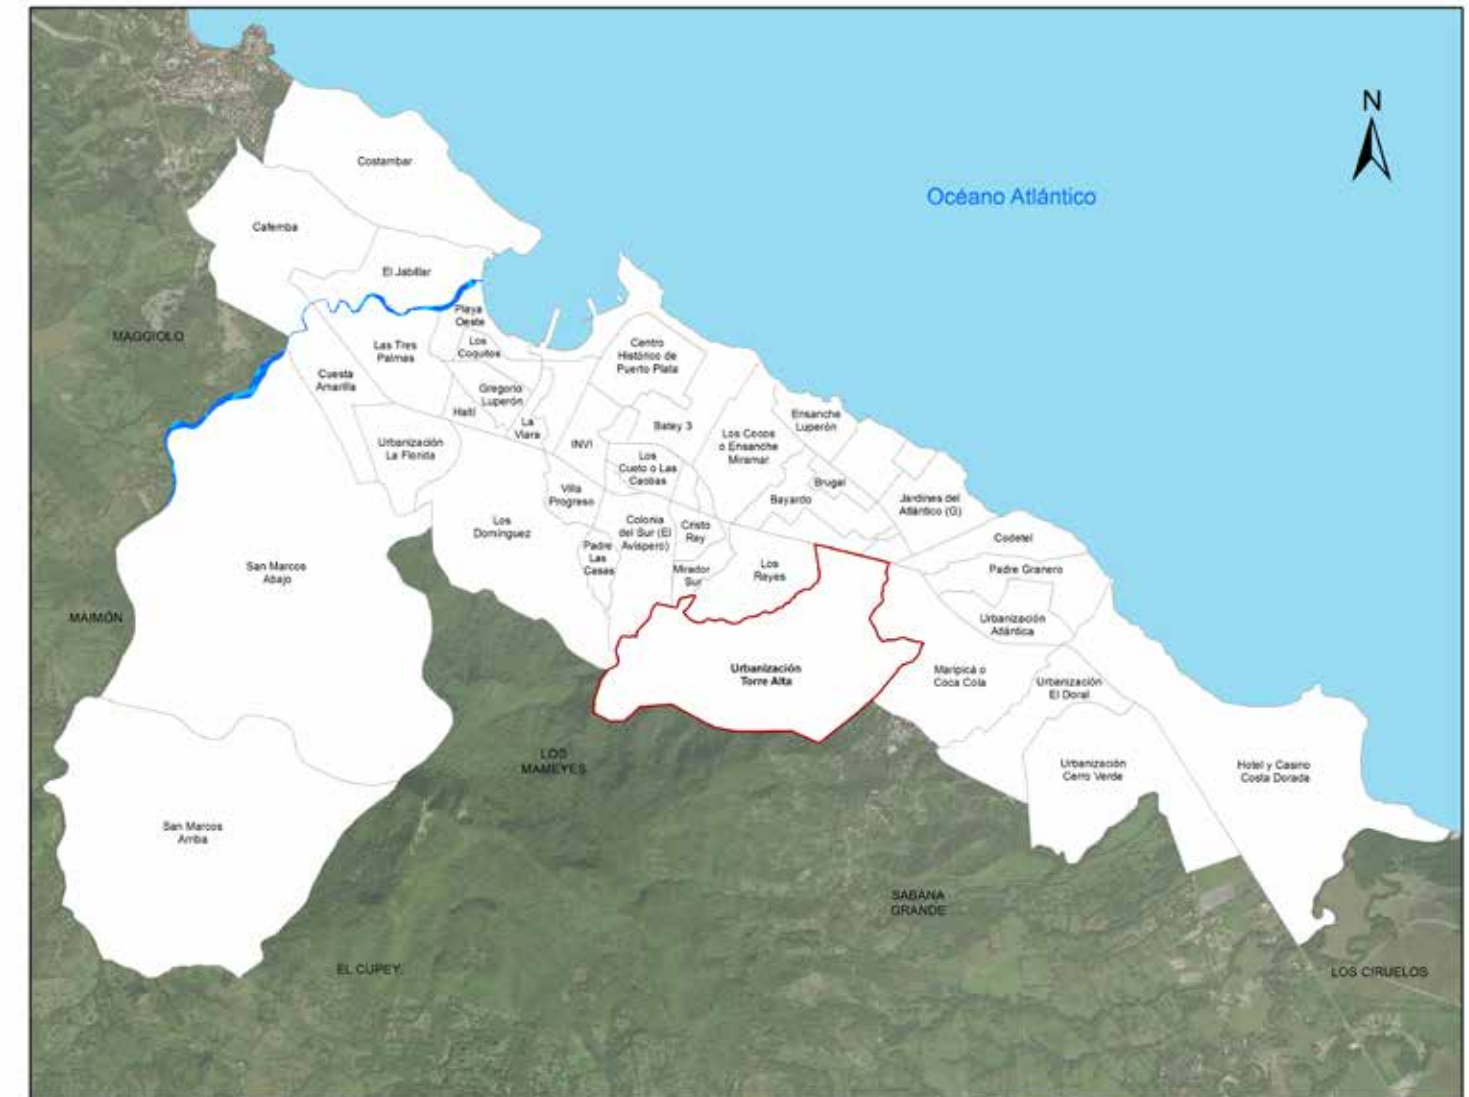 N
Océano Atlántico
Costambar
Cafemba
El Jabillar
MAGGIOLO
Playa
Oeste
Las Tres
Palmas
Los
Coquitos
Centro
Histórico de
Puerto Plata
Cuesta
Amarilla
Gregorio
Luperón
Haití
La
Viara
Ensanche
Luperón
Batey 3
INVI
Urbanización
La Florida
Los Cocos
o Ensanche
Miramar
Los
Cueto o Las
Caobas
Brugal
Bayardo
Villa
Progreso
Jardines del
Atlántico (G)
Los
Domínguez
Colonia
del Sur (El
Avispero)
Cristo
Rey
Codetel
Padre
Las
Casas
San Marcos
Abajo
Mirador
Sur
Los
Reyes
Padre Granero
MAIMÓN
Urbanización
Atlántica
Urbanización
Torre Alta
Maripicá o
Coca Cola
Urbanización
El Doral
LOS
MAMEYES
Urbanización
Cerro Verde
Hotel y Casino
Costa Dorada
San Marcos
Arriba
SABANA
GRANDE
EL CUPEY
LOS CIRUELOS